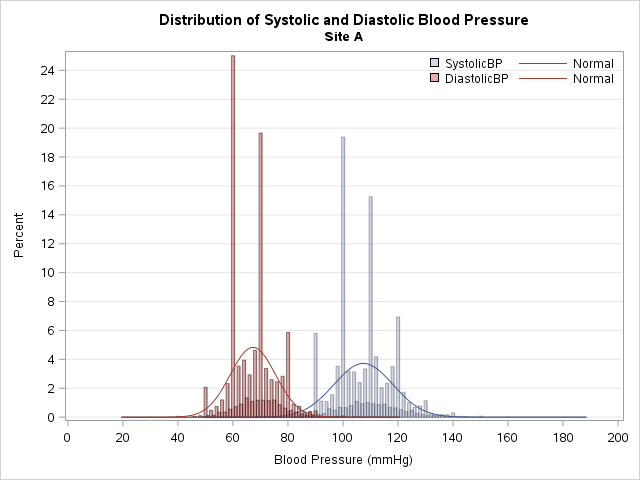 Distribution of Systolic and Diastolic Blood Pressure
Site A
SystolicBP Normal
DiastolicBP Normal
24
22
20
18
16
14
12
10
8
6
4
2
0
Percent
0 20 40 60 80 100 120 140 160 180 200
Blood Pressure (mmHg)